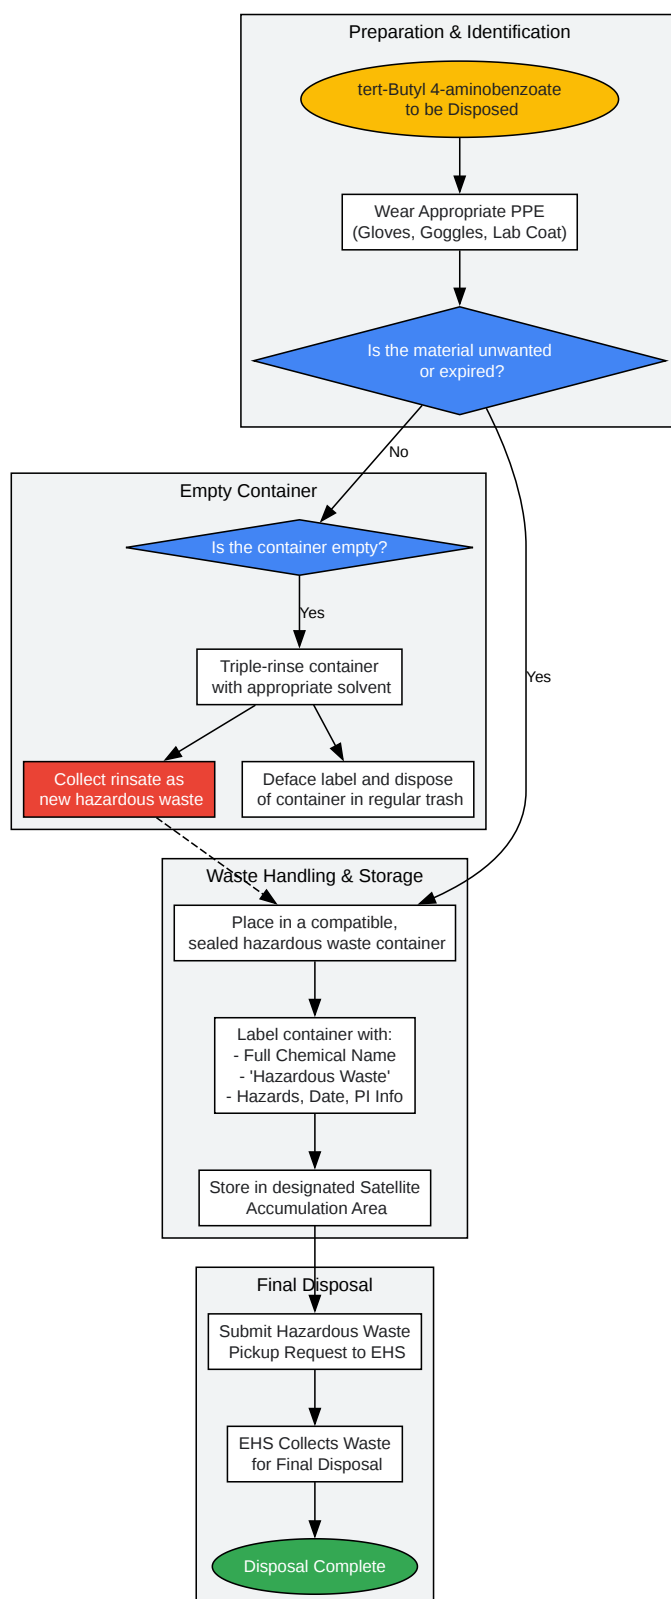 Preparation & Identification
tert-Butyl 4-aminobenzoate
to be Disposed
Wear Appropriate PPE
(Gloves, Goggles, Lab Coat)
Is the material unwanted
or expired?
No
Yes
Empty Container
Is the container empty?
Yes
Triple-rinse container
with appropriate solvent
Collect rinsate as
new hazardous waste
Deface label and dispose
of container in regular trash
Waste Handling & Storage
Place in a compatible,
sealed hazardous waste container
Label container with:
- Full Chemical Name
- 'Hazardous Waste'
- Hazards, Date, PI Info
Store in designated Satellite
Accumulation Area
Final Disposal
Submit Hazardous Waste
Pickup Request to EHS
EHS Collects Waste
for Final Disposal
Disposal Complete